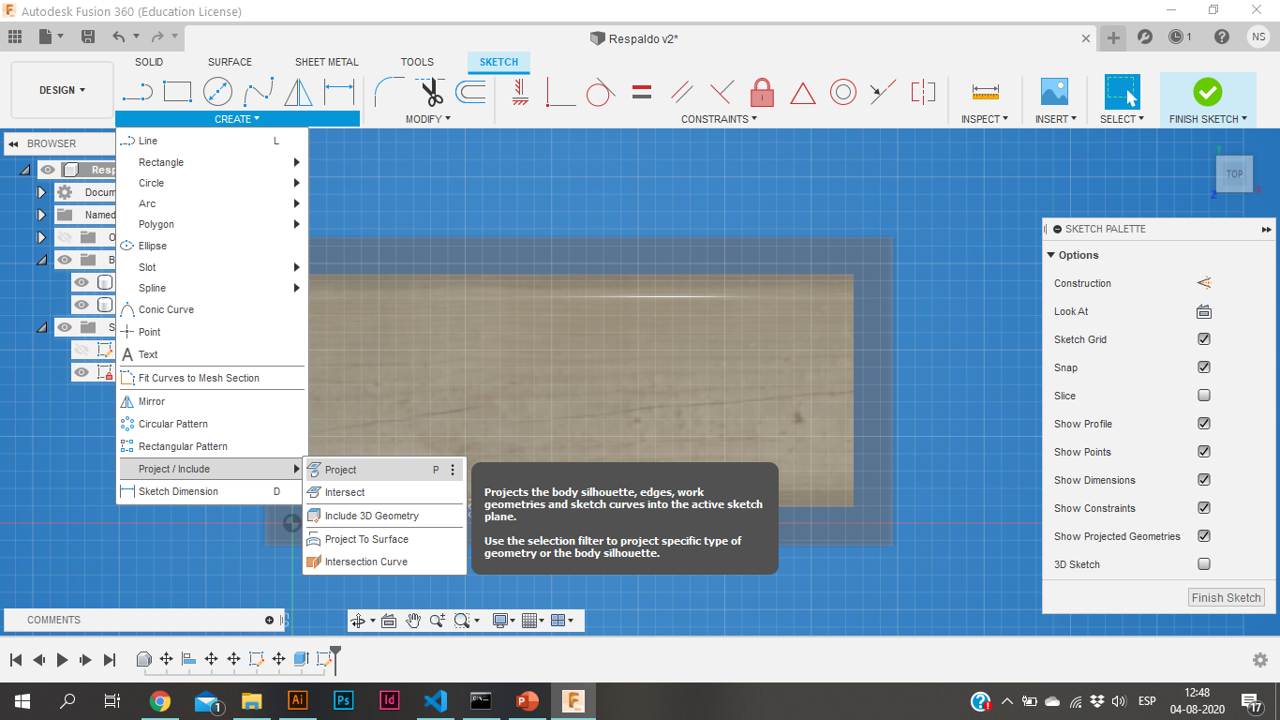 Autodesk Fusion 360 (Education License)
Respaldo v2*
1
NS
SOLID
SURFACE
SHEET METAL
TOOLS
SKETCH
DESIGN
CREATE
MODIFY
CONSTRAINTS
INSPECT
INSERT
SELECT
FINISH SKETCH
BROWSER
Resp
Docum
Named
O
B
S
Line L
Rectangle
Circle
Arc
Polygon
Ellipse
Slot
Spline
Conic Curve
Point
Text
Fit Curves to Mesh Section
Mirror
Circular Pattern
Rectangular Pattern
Project / Include
Sketch Dimension D
Project P
Intersect
Include 3D Geometry
Project To Surface
Intersection Curve
Projects the body silhouette, edges, work
geometries and sketch curves into the active sketch
plane.
Use the selection filter to project specific type of
geometry or the body silhouette.
TOP
Y
Z
X
SKETCH PALETTE
Options
Construction
Look At
Sketch Grid
Snap
Slice
Show Profile
Show Points
Show Dimensions
Show Constraints
Show Projected Geometries
3D Sketch
Finish Sketch
COMMENTS
1
Ai
Ps
Id
ESP
12:48
04-08-2020
17